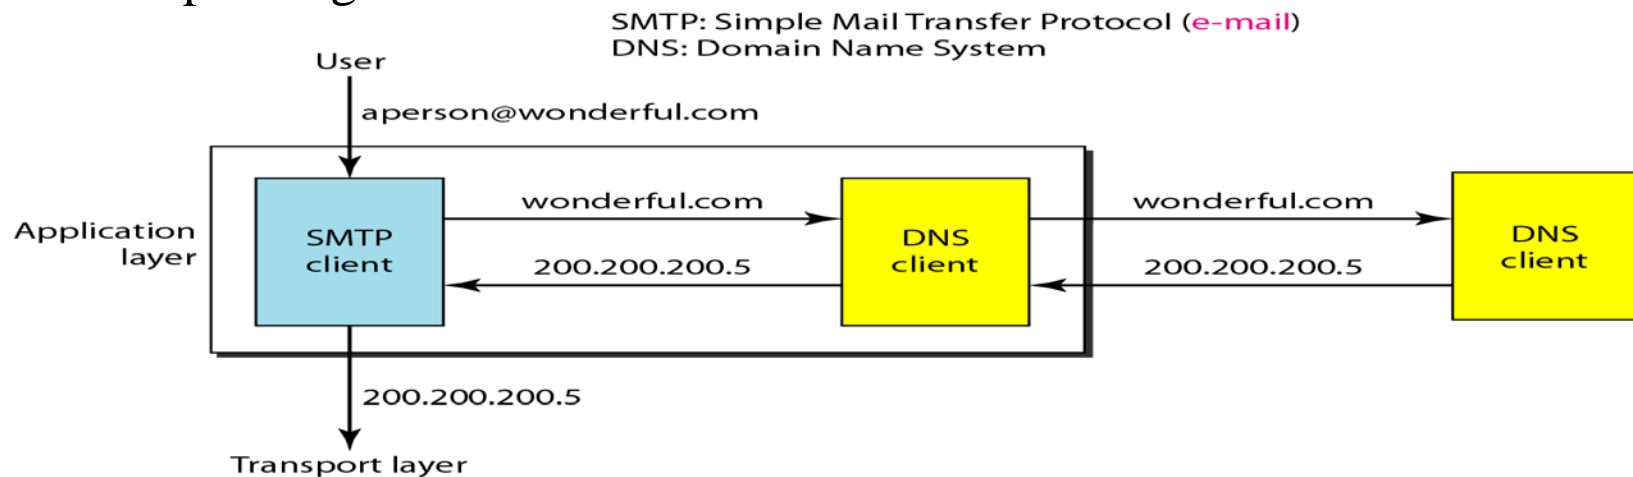 SMTP: Simple Mail Transfer Protocol (e-mail)
DNS: Domain Name System
User
aperson@wonderful.com
Application
layer
SMTP
client
wonderful.com
200.200.200.5
DNS
client
wonderful.com
200.200.200.5
DNS
client
200.200.200.5
Transport layer